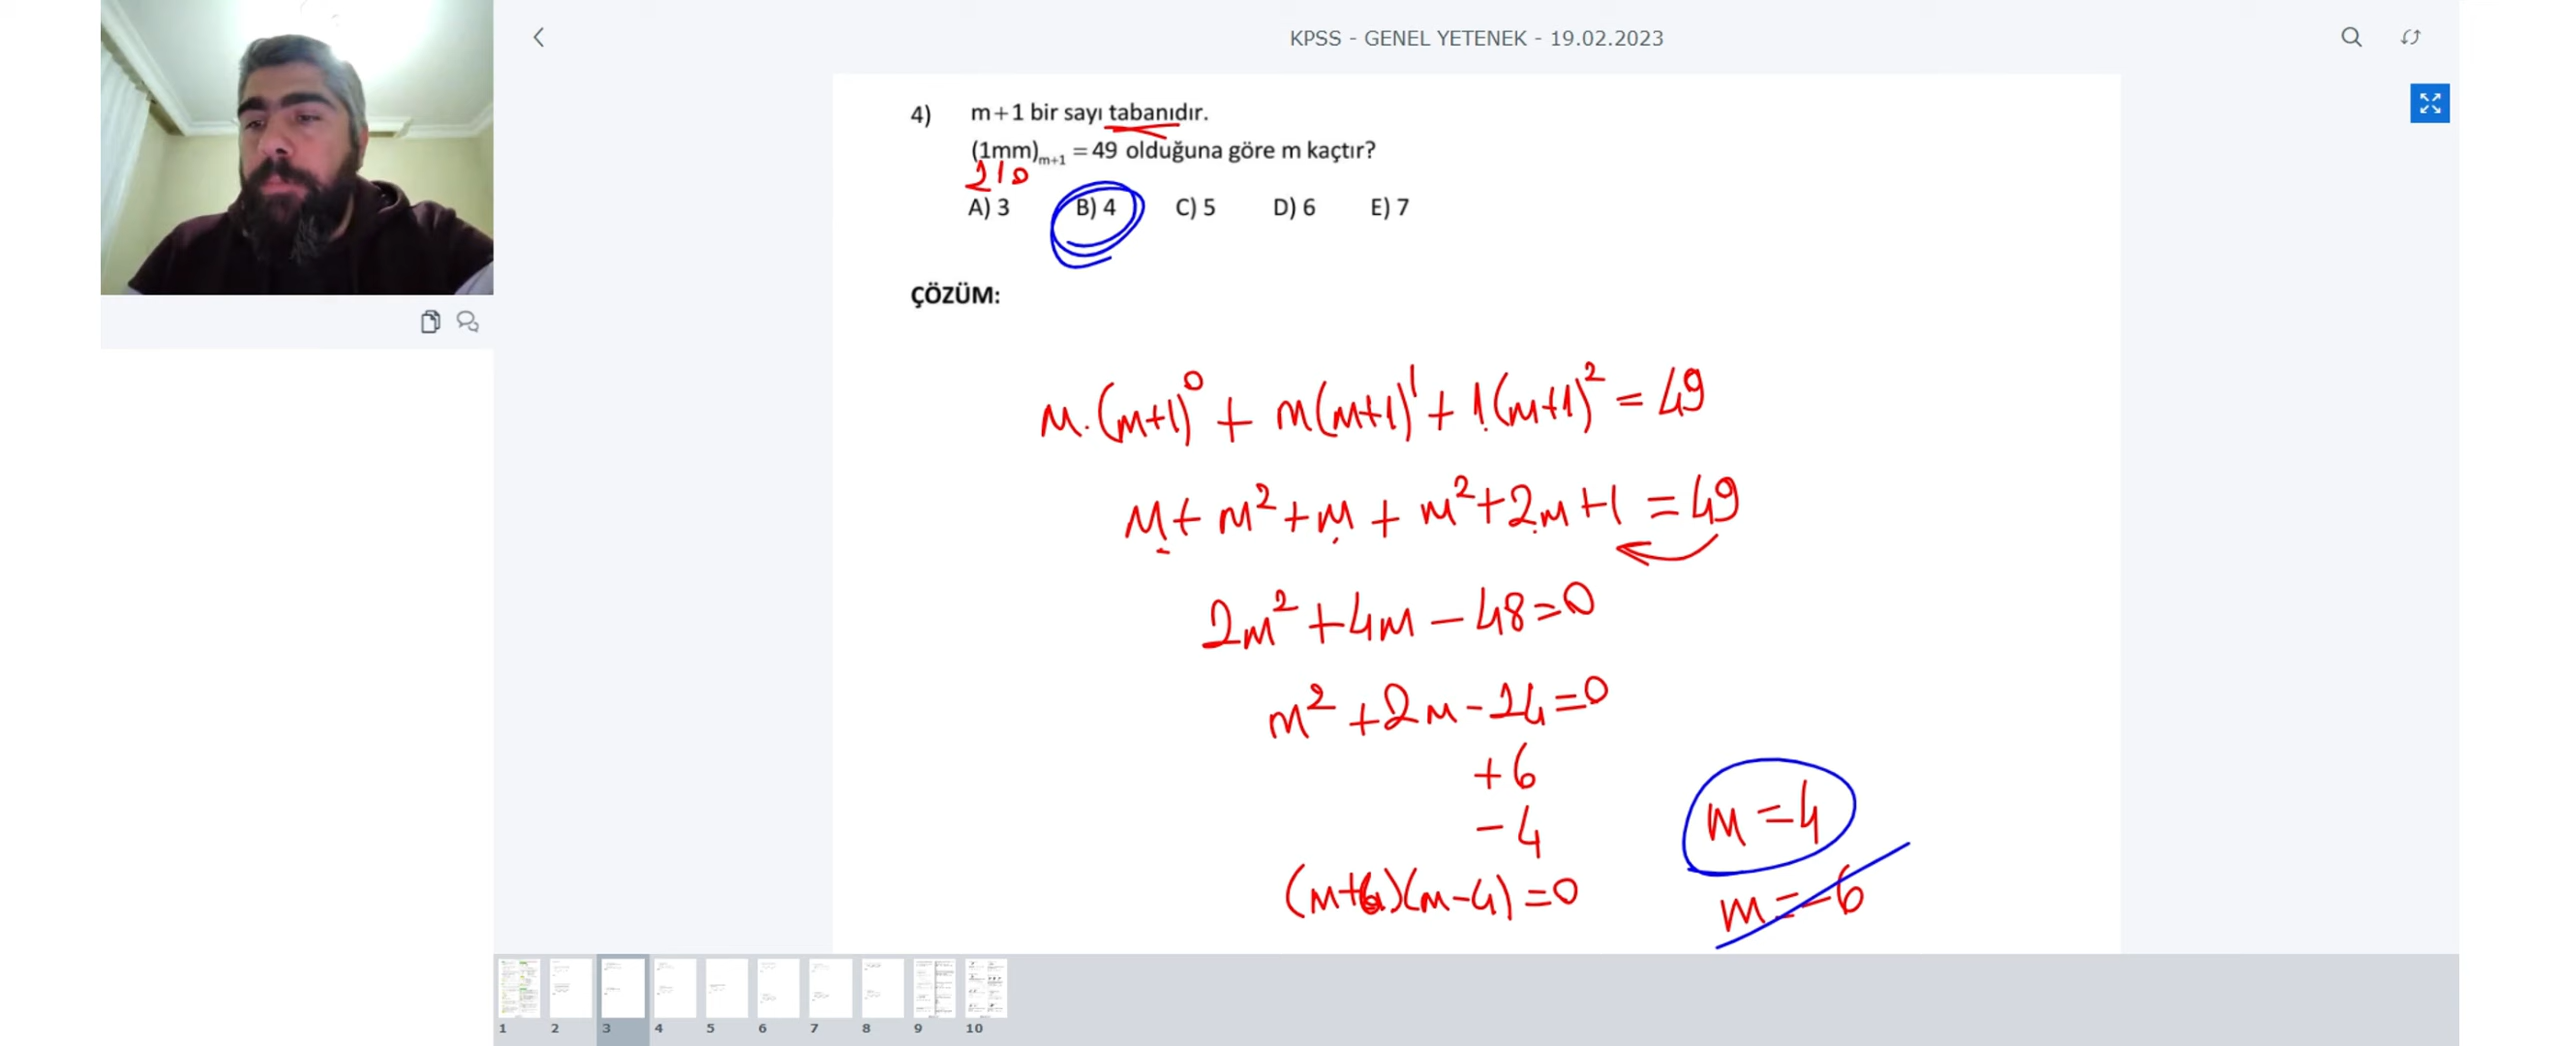 KPSS - GENEL YETENEK - 19.02.2023
4) m+1 bir sayı tabanıdır.
(1mm)m+1 = 49 olduğuna göre m kaçtır?
210
A) 3 B) 4 C) 5 D) 6 E) 7
ÇÖZÜM:
m.(m+1)⁰ + m(m+1)¹ + 1.(m+1)² = 49
m + m² + m + m² + 2m + 1 = 49
2m² + 4m - 48 = 0
m² + 2m - 24 = 0
+6
-4
(m+6)(m-4) = 0
m = 4
m = -6
1 2 3 4 5 6 7 8 9 10